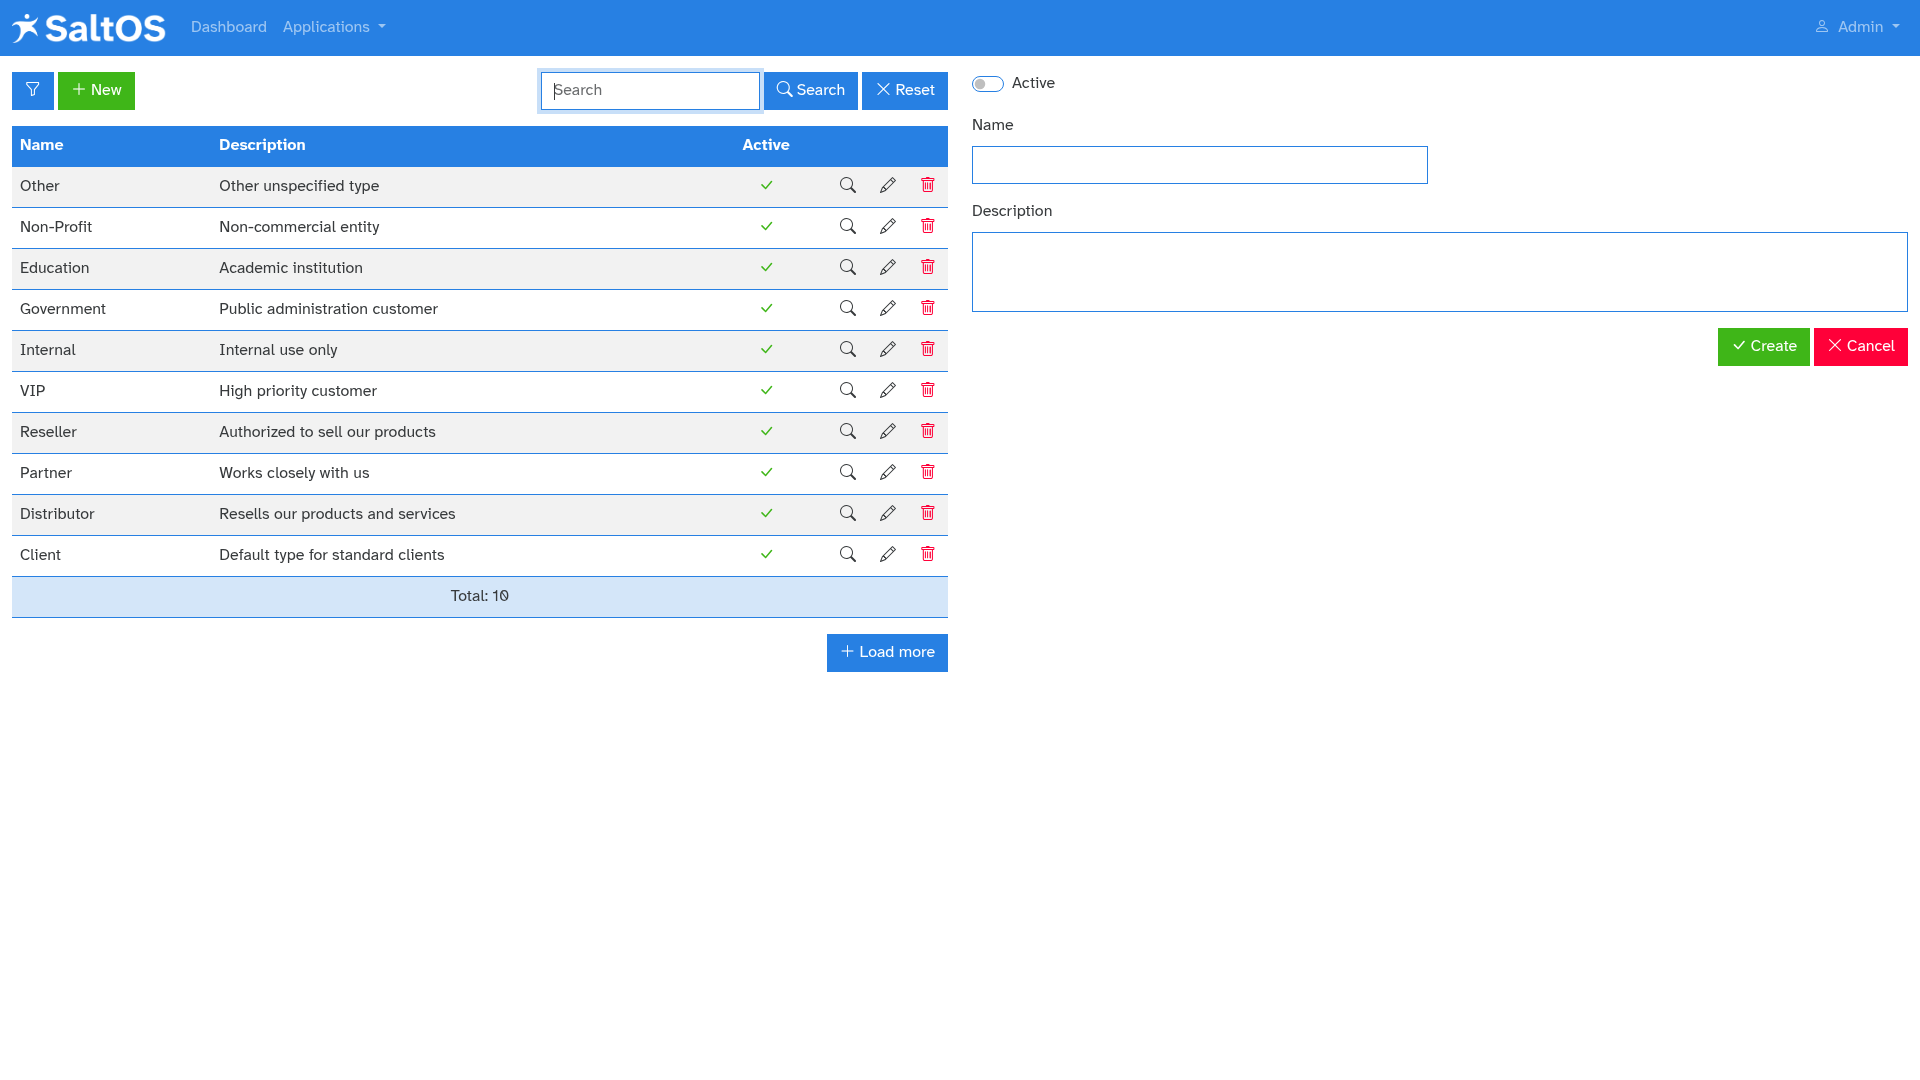 SaltOS Dashboard Applications Admin
New Search Search Reset
Name Description Active
Other Other unspecified type
Non-Profit Non-commercial entity
Education Academic institution
Government Public administration customer
Internal Internal use only
VIP High priority customer
Reseller Authorized to sell our products
Partner Works closely with us
Distributor Resells our products and services
Client Default type for standard clients
Total: 10
Load more
Active
Name
Description
Create Cancel